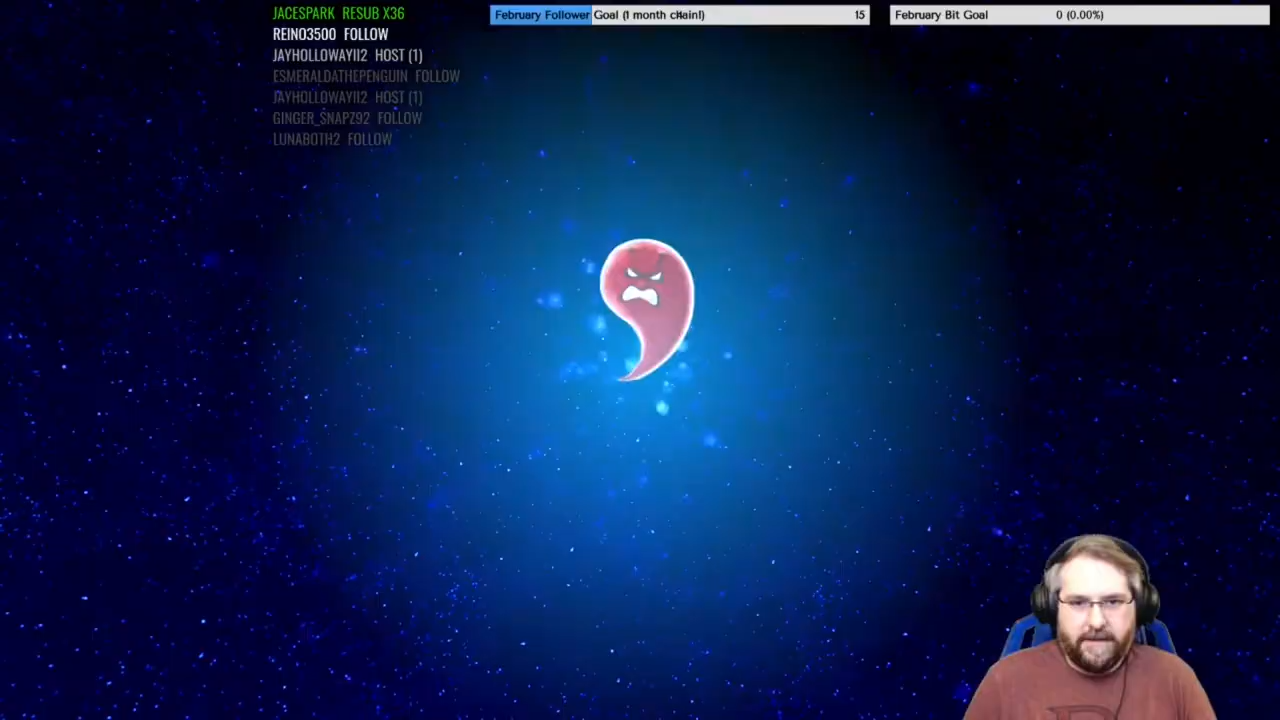 JACESPARK RESUB X36
REINO3500 FOLLOW
JAYHOLLOWAYII2 HOST (1)
ESMERALDATHEPENGUIN FOLLOW
JAYHOLLOWAYII2 HOST (1)
GINGER_SNAPZ92 FOLLOW
LUNABOTH2 FOLLOW
February Follower Goal (1 month chain!) 15
February Bit Goal 0 (0.00%)